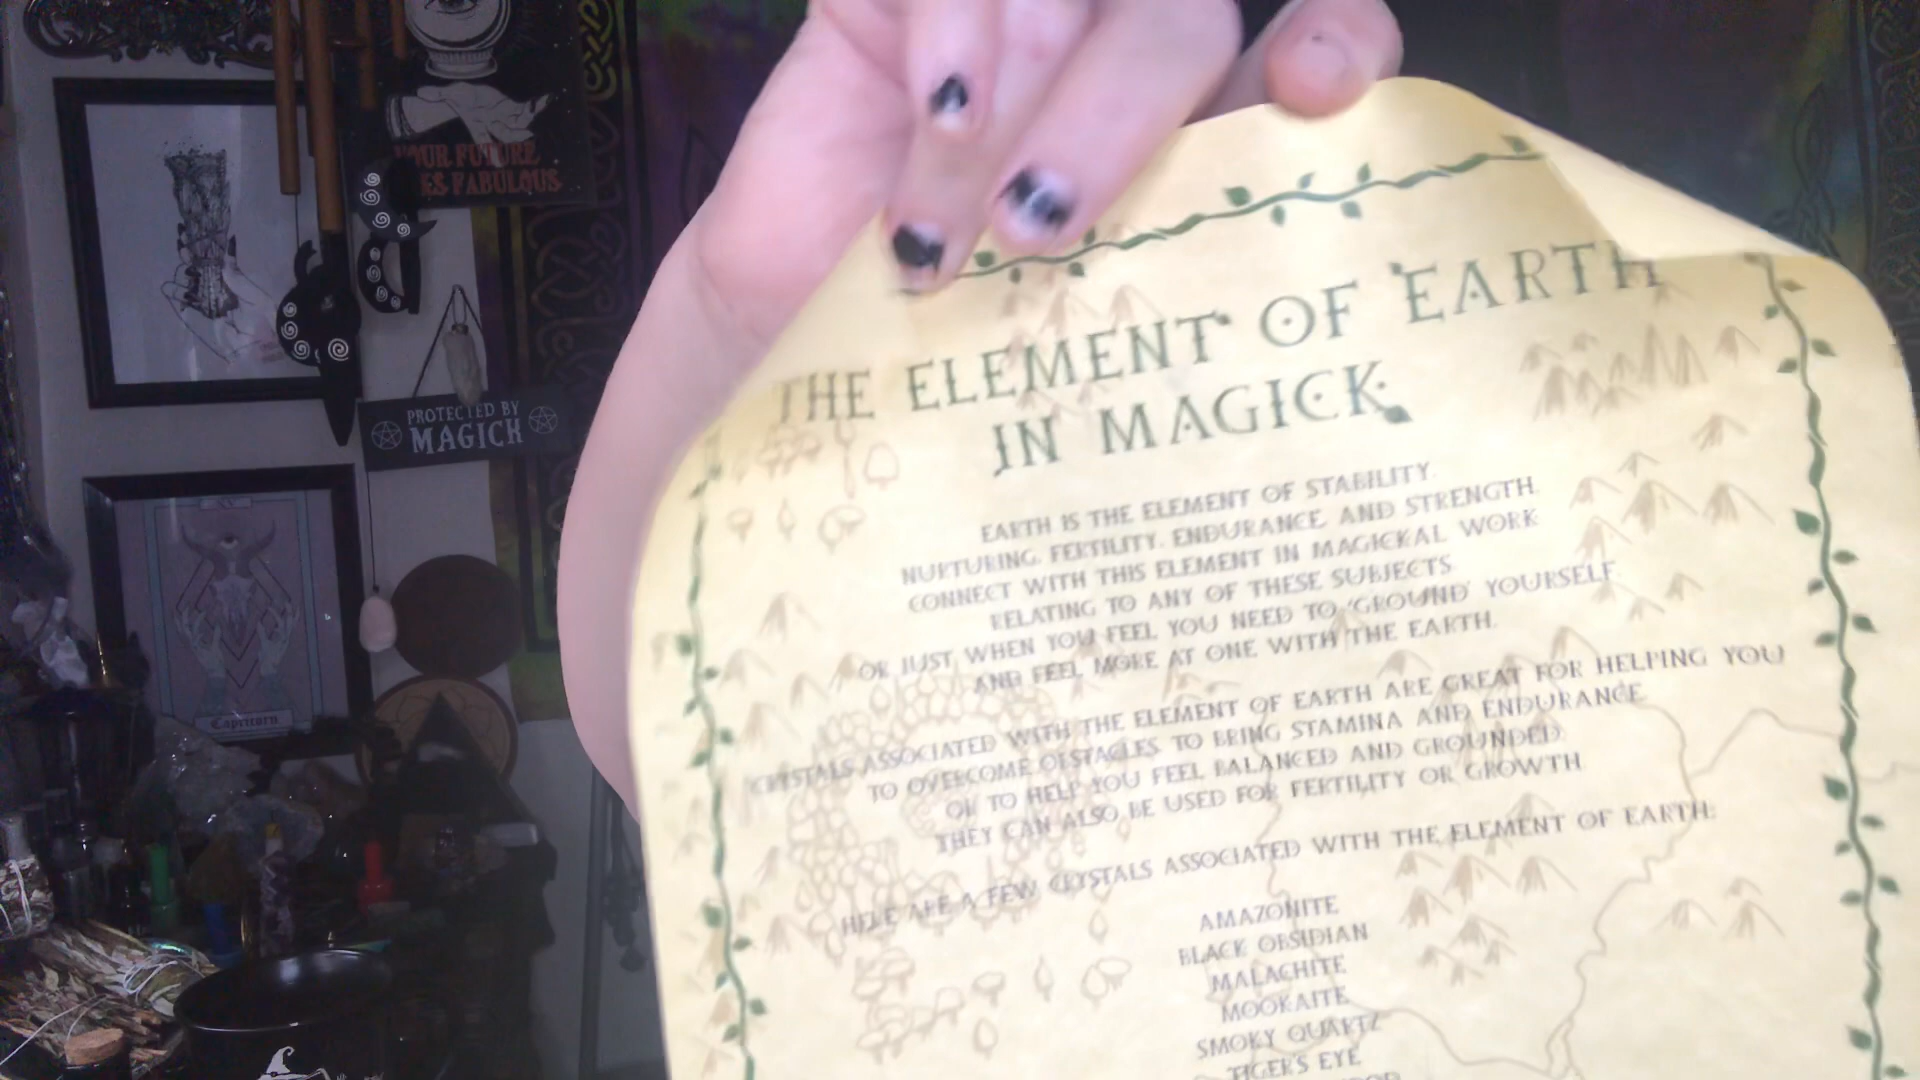 YOUR FUTURE
FABULOUS
PROTECTED BY
MAGICK
XV
Capricorn
THE ELEMENT OF EARTH
IN MAGICK
EARTH IS THE ELEMENT OF STABILITY.
NURTURING, FERTILITY, ENDURANCE AND STRENGTH.
CONNECT WITH THIS ELEMENT IN MAGICKAL WORK
RELATING TO ANY OF THESE SUBJECTS
OR JUST WHEN YOU FEEL YOU NEED TO 'GROUND' YOURSELF
AND FEEL MORE AT ONE WITH THE EARTH.
CRYSTALS ASSOCIATED WITH THE ELEMENT OF EARTH ARE GREAT FOR HELPING YOU
TO OVERCOME OBSTACLES, TO BRING STAMINA AND ENDURANCE
OR TO HELP YOU FEEL BALANCED AND GROUNDED.
THEY CAN ALSO BE USED FOR FERTILITY OR GROWTH.
HERE ARE A FEW CRYSTALS ASSOCIATED WITH THE ELEMENT OF EARTH:
AMAZONITE
BLACK OBSIDIAN
MALACHITE
MOOKAITE
SMOKY QUARTZ
TIGER'S EYE